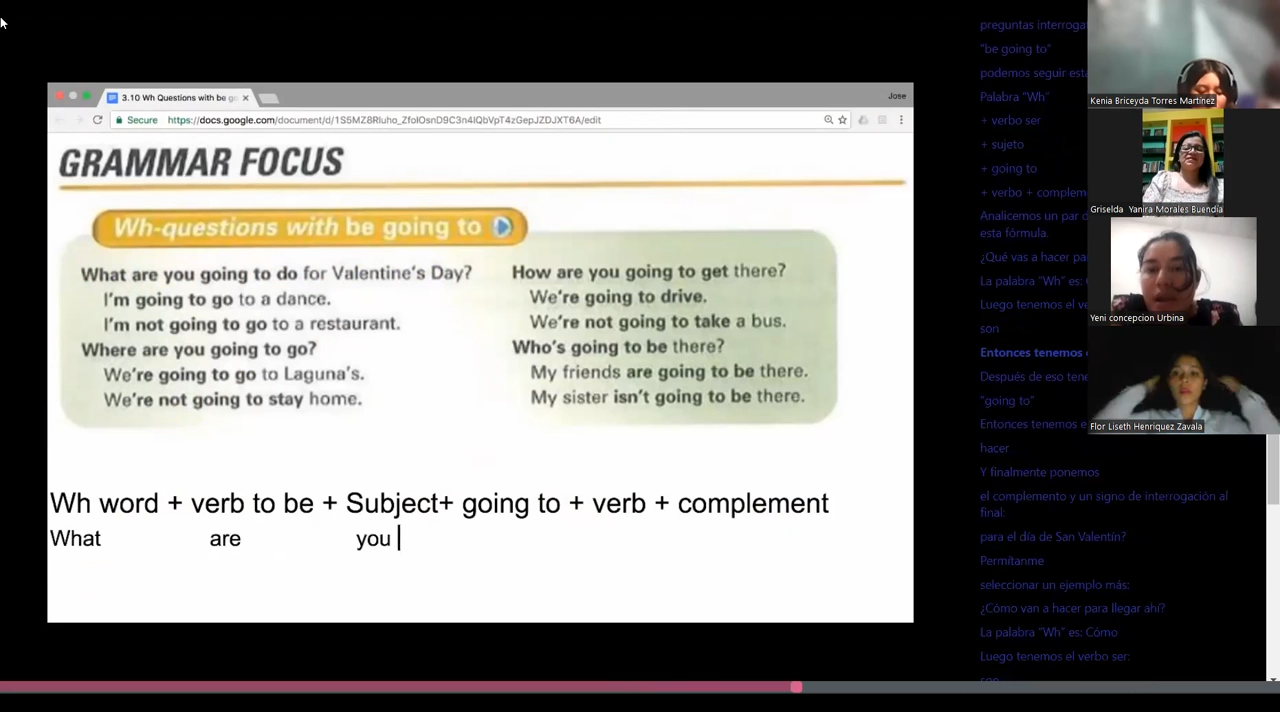 3.10 Wh Questions with be go
Jose
Secure
https://docs.google.com/document/d/1S5MZ8Rluho_ZfolOsnD9C3n4IQbVpT4zGepJZDJXT6A/edit
GRAMMAR FOCUS
Wh-questions with be going to
What are you going to do for Valentine's Day?
I'm going to go to a dance.
I'm not going to go to a restaurant.
Where are you going to go?
We're going to go to Laguna's.
We're not going to stay home.
How are you going to get there?
We're going to drive.
We're not going to take a bus.
Who's going to be there?
My friends are going to be there.
My sister isn't going to be there.
Wh word + verb to be + Subject+ going to + verb + complement
What are you
preguntas interrogat
"be going to"
podemos seguir esta
Palabra "Wh"
+ verbo ser
+ sujeto
+ going to
+ verbo + complem
Analicemos un par d
esta fórmula.
¿Qué vas a hacer pa
La palabra "Wh" es:
Luego tenemos el ve
son
Entonces tenemos
Después de eso tene
"going to"
Entonces tenemos e
hacer
Y finalmente ponemos
el complemento y un signo de interrogación al
final:
para el día de San Valentín?
Permítanme
seleccionar un ejemplo más:
¿Cómo van a hacer para llegar ahí?
La palabra "Wh" es: Cómo
Luego tenemos el verbo ser:
son
Kenia Briceyda Torres Martínez
Griselda Yanira Morales Buendía
Yeni concepcion Urbina
Flor Liseth Henriquez Zavala